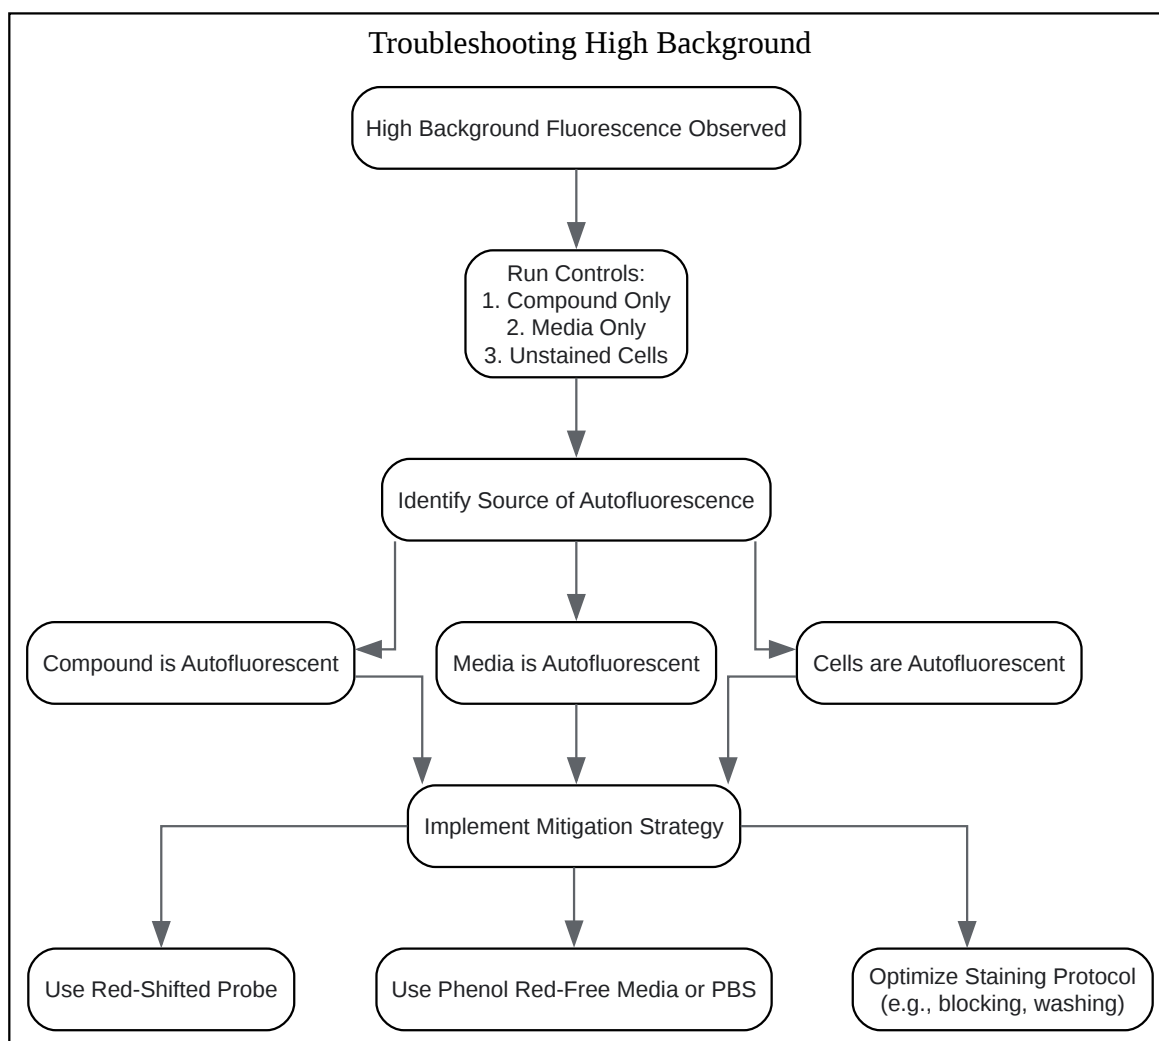 Troubleshooting High Background
High Background Fluorescence Observed
Run Controls:
1. Compound Only
2. Media Only
3. Unstained Cells
Identify Source of Autofluorescence
Compound is Autofluorescent
Media is Autofluorescent
Cells are Autofluorescent
Implement Mitigation Strategy
Use Red-Shifted Probe
Use Phenol Red-Free Media or PBS
Optimize Staining Protocol
(e.g., blocking, washing)